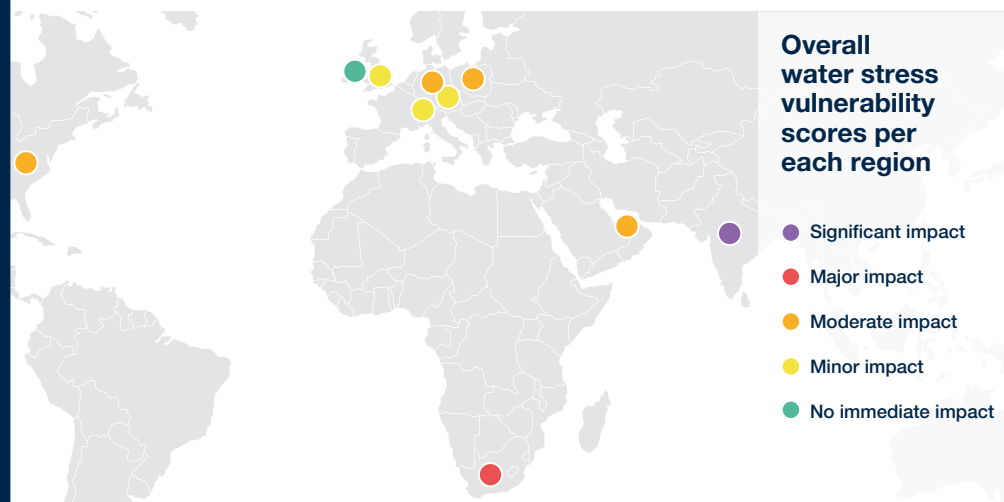 Overall
water stress
vulnerability
scores per
each region
Significant impact
Major impact
Moderate impact
Minor impact
No immediate impact